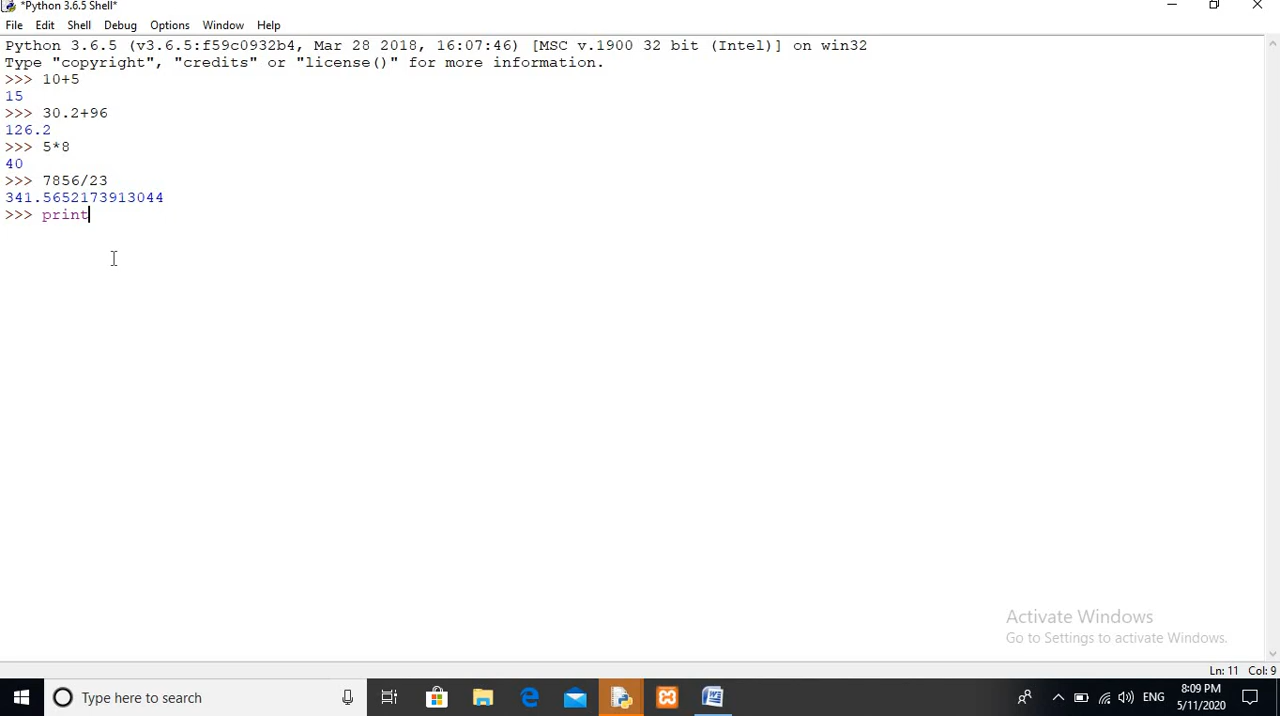 *Python 3.6.5 Shell*
File Edit Shell Debug Options Window Help
Python 3.6.5 (v3.6.5:f59c0932b4, Mar 28 2018, 16:07:46) [MSC v.1900 32 bit (Intel)] on win32
Type "copyright", "credits" or "license()" for more information.
>>> 10+5
15
>>> 30.2+96
126.2
>>> 5*8
40
>>> 7856/23
341.5652173913044
>>> print
Activate Windows
Go to Settings to activate Windows.
Ln: 11 Col: 9
Type here to search
ENG
8:09 PM
5/11/2020